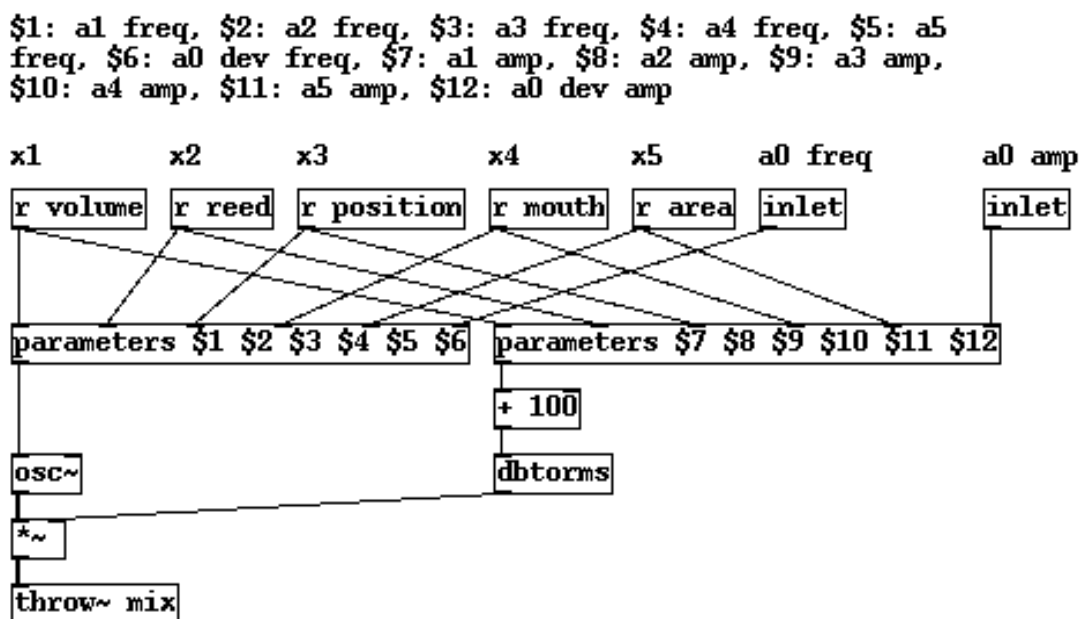 $1: a1 freq, $2: a2 freq, $3: a3 freq, $4: a4 freq, $5: a5
freq, $6: a0 dev freq, $7: a1 amp, $8: a2 amp, $9: a3 amp,
$10: a4 amp, $11: a5 amp, $12: a0 dev amp
x1 x2 x3 x4 x5 a0 freq a0 amp
r volume r reed r position r mouth r area inlet inlet
parameters $1 $2 $3 $4 $5 $6 parameters $7 $8 $9 $10 $11 $12
+ 100
osc~ dbtorms
*~
throw~ mix